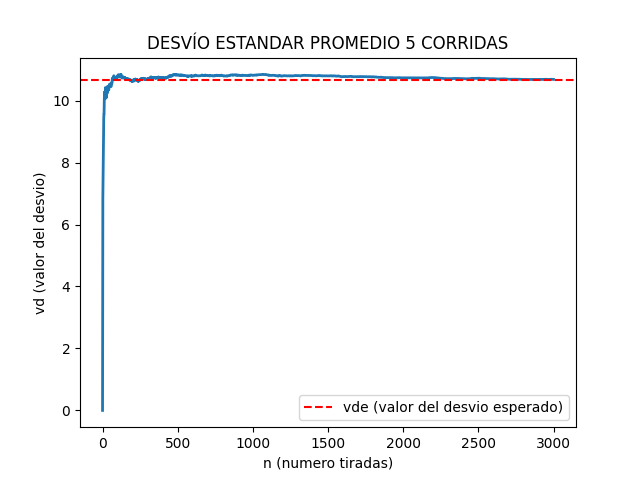 DESVÍO ESTANDAR PROMEDIO 5 CORRIDAS
vd (valor del desvio)
10
8
6
4
2
0
vde (valor del desvio esperado)
0 500 1000 1500 2000 2500 3000
n (numero tiradas)